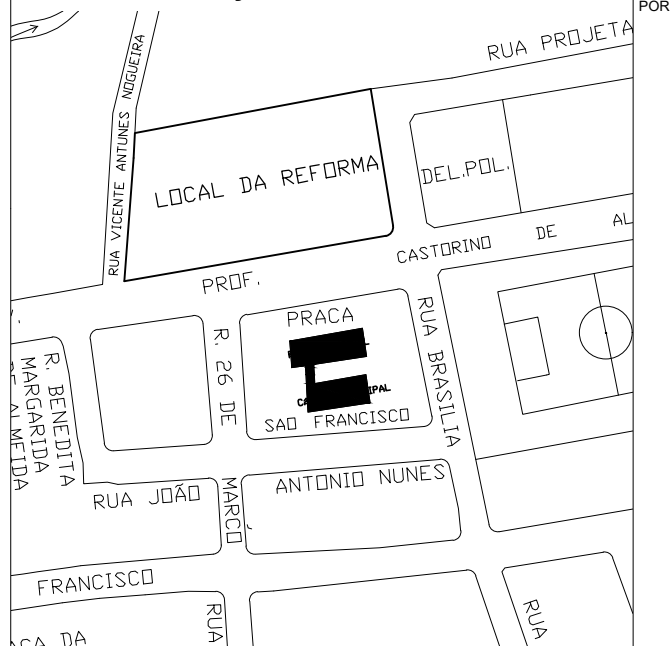 POR
RUA PROJETA
RUA VICENTE ANTUNES NOGUEIRA
LOCAL DA REFORMA
DEL.POL.
CASTORINO DE AL
PROF.
PRACA
SAO FRANCISCO
R. 26 DE
MARCO
RUA BRASILIA
R. BENEDITA
MARGARIDA
DE ALMEIDA
RUA JOÃO
ANTONIO NUNES
FRANCISCO
RUA
RUA
DA